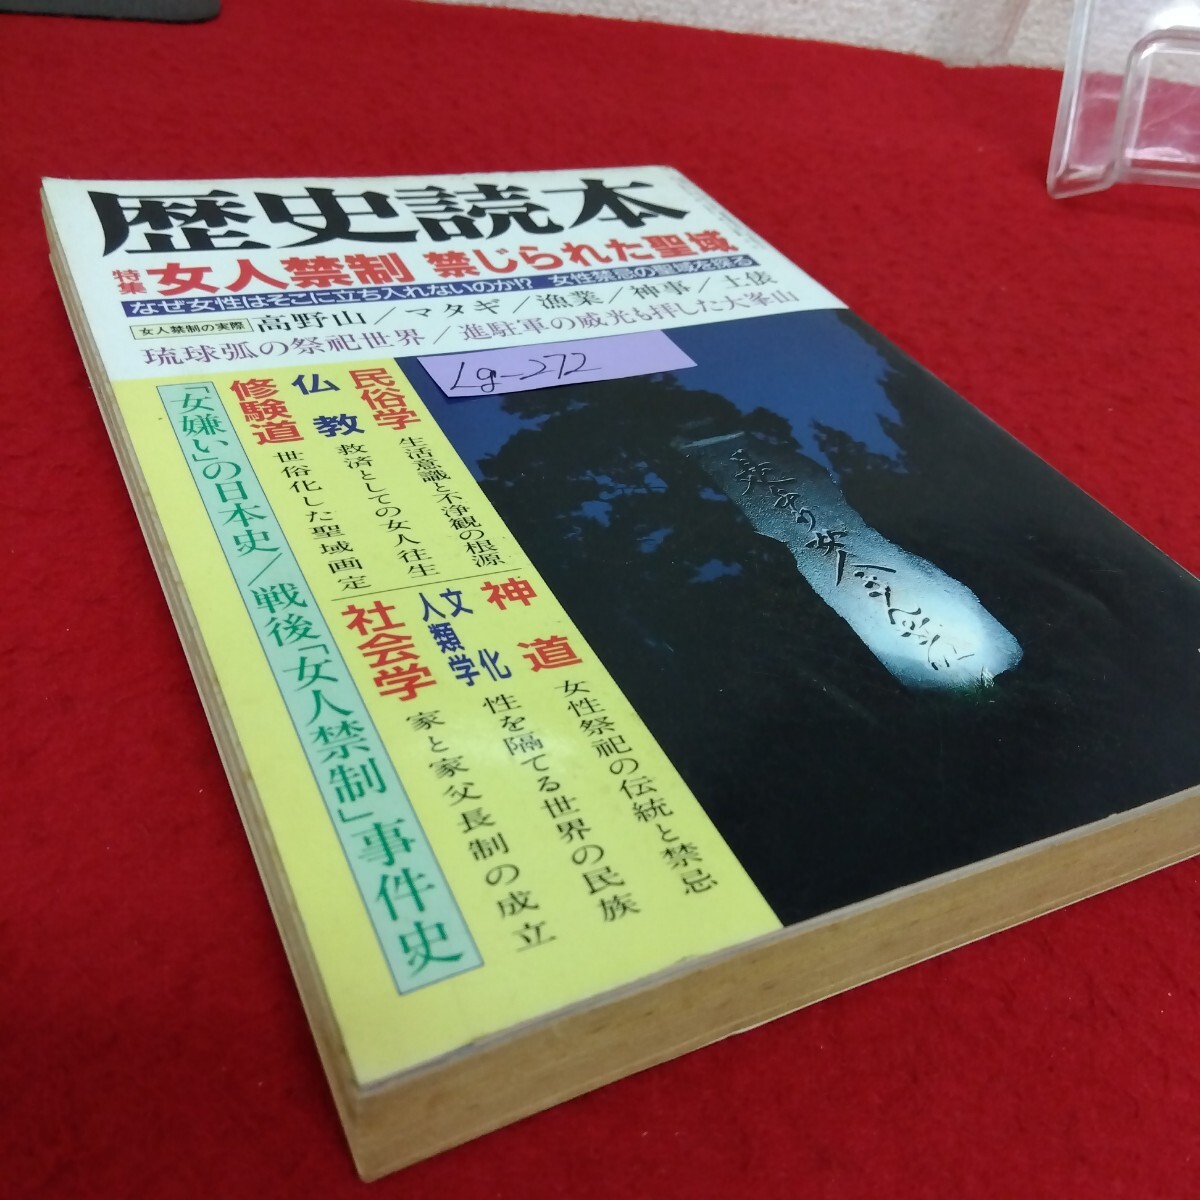 歴史読本
特集 女人禁制 禁じられた聖域
なぜ女性はそこに立ち入れないのか!? 女性禁忌の聖域を探る
女人禁制の実際 高野山/マタギ/漁業/神事/土俵
琉球弧の祭祀世界/進駐軍の威光も拝した大峯山
Lg-272
民俗学
生活意識と不浄観の根源
仏教
救済としての女人往生
修験道
世俗化した聖域画定
神道
女性祭祀の伝統と禁忌
文化人類学
性を隔てる世界の民族
社会学
家と家父長制の成立
「女嫌い」の日本史/戦後「女人禁制」事件史
女人